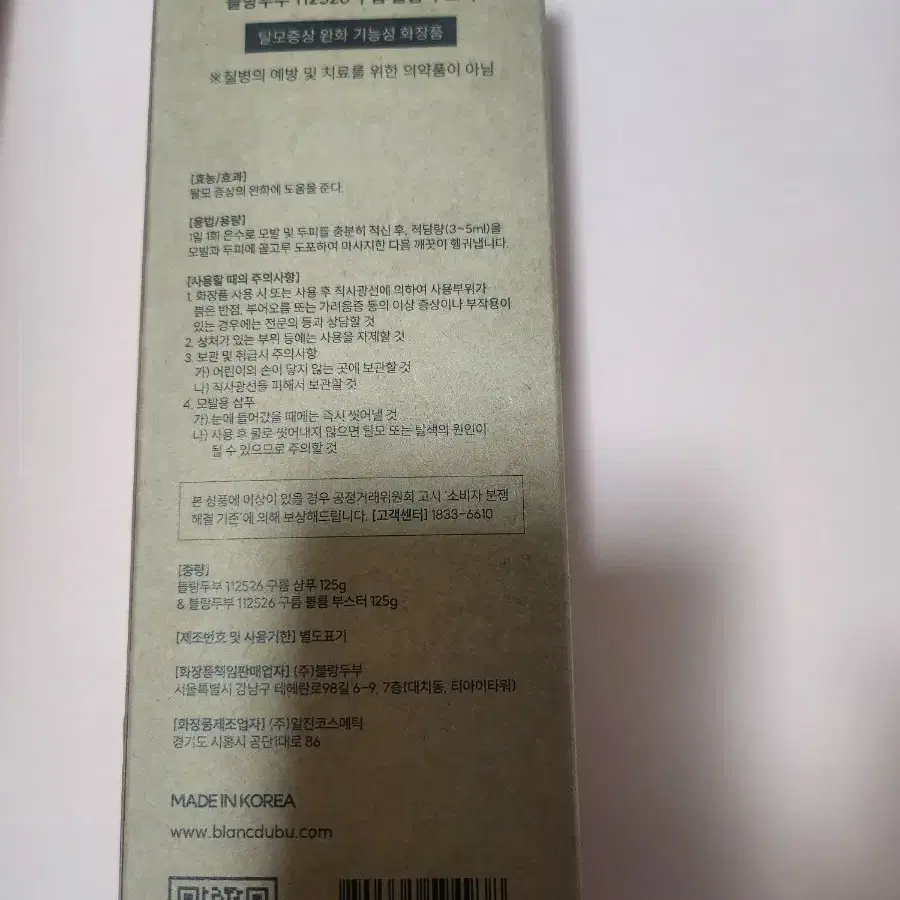 블랑두부 112526 구름
탈모증상 완화 기능성 화장품
※질병의 예방 및 치료를 위한 의약품이 아님
[효능/효과]
탈모 증상의 완화에 도움을 준다.
[용법/용량]
1일 1회 온수로 모발 및 두피를 충분히 적신 후, 적당량(3~5ml)을
모발과 두피에 골고루 도포하여 마사지한 다음 깨끗이 헹궈냅니다.
[사용할 때의 주의사항]
1. 화장품 사용 시 또는 사용 후 직사광선에 의하여 사용부위가
붉은 반점, 부어오름 또는 가려움증 등의 이상 증상이나 부작용이
있는 경우에는 전문의 등과 상담할 것
2. 상처가 있는 부위 등에는 사용을 자제할 것
3. 보관 및 취급시 주의사항
가) 어린이의 손이 닿지 않는 곳에 보관할 것
나) 직사광선을 피해서 보관할 것
4. 모발용 샴푸
가) 눈에 들어갔을 때에는 즉시 씻어낼 것
나) 사용 후 물로 씻어내지 않으면 탈모 또는 탈색의 원인이
될 수 있으므로 주의할 것
본 상품에 이상이 있을 경우 공정거래위원회 고시 '소비자 분쟁
해결 기준'에 의해 보상해드립니다. [고객센터] 1833-6610
[중량]
블랑두부 112526 구름 샴푸 125g
& 블랑두부 112526 구름 볼륨 부스터 125g
[제조번호 및 사용기한] 별도표기
[화장품책임판매업자] (주)블랑두부
서울특별시 강남구 테헤란로98길 6-9, 7층(대치동, 티아이타워)
[화장품제조업자] (주)일진코스메틱
경기도 시흥시 공단1대로 86
MADE IN KOREA
www.blancdubu.com